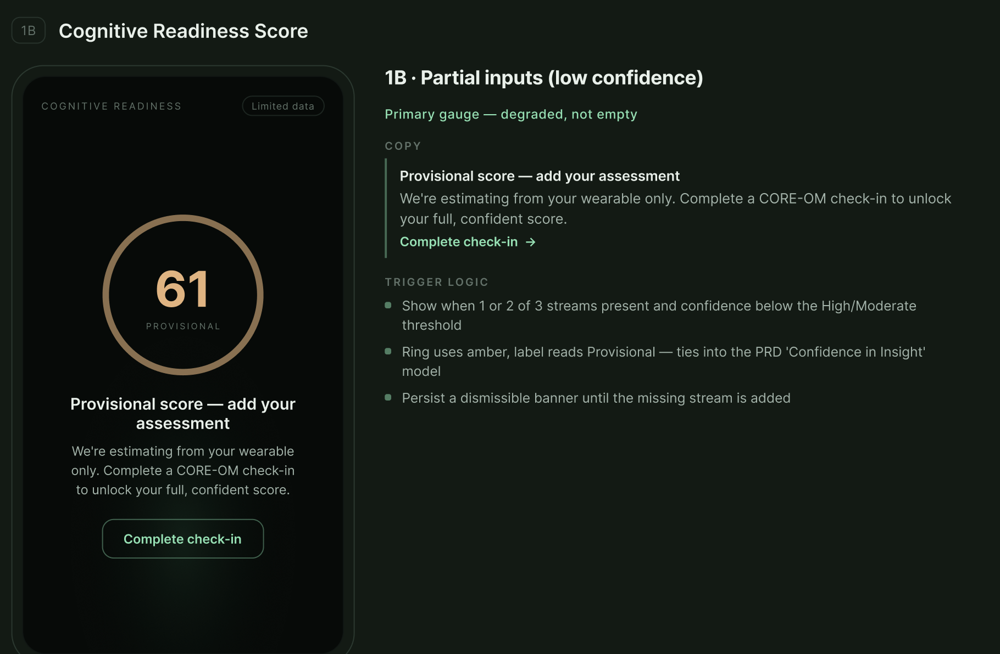 1B
Cognitive Readiness Score
COGNITIVE READINESS
Limited data
61
PROVISIONAL
Provisional score — add your
assessment
We're estimating from your wearable
only. Complete a CORE-OM check-in
to unlock your full, confident score.
Complete check-in
1B · Partial inputs (low confidence)
Primary gauge — degraded, not empty
COPY
Provisional score — add your assessment
We're estimating from your wearable only. Complete a CORE-OM check-in to unlock
your full, confident score.
Complete check-in →
TRIGGER LOGIC
Show when 1 or 2 of 3 streams present and confidence below the High/Moderate
threshold
Ring uses amber, label reads Provisional — ties into the PRD 'Confidence in Insight'
model
Persist a dismissible banner until the missing stream is added